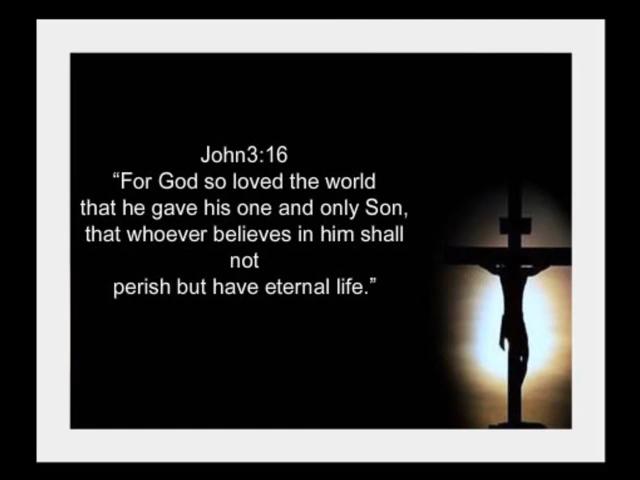 John3:16
“For God so loved the world
that he gave his one and only Son,
that whoever believes in him shall
not
perish but have eternal life.”